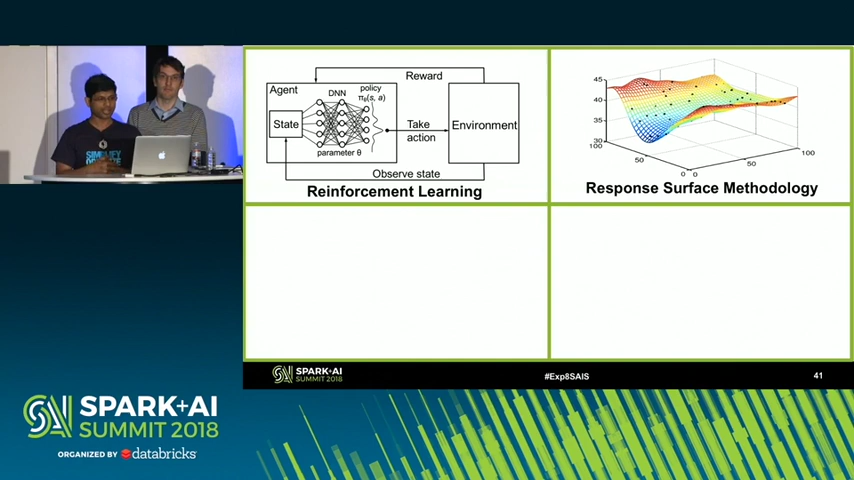 Reward
Agent
DNN
policy
πθ(s, a)
State
Take
action
Environment
parameter θ
Observe state
Reinforcement Learning
45
40
35
30
100
50
0
0
50
100
Response Surface Methodology
SIMPLIFY
SPARK+AI
SUMMIT 2018
#Exp8SAIS
41
SPARK+AI
SUMMIT 2018
ORGANIZED BY databricks